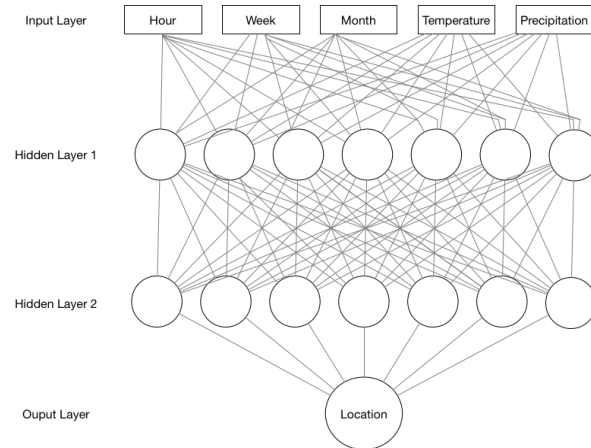 Input Layer
Hour
Week
Month
Temperature
Precipitation
Hidden Layer 1
Hidden Layer 2
Ouput Layer
Location